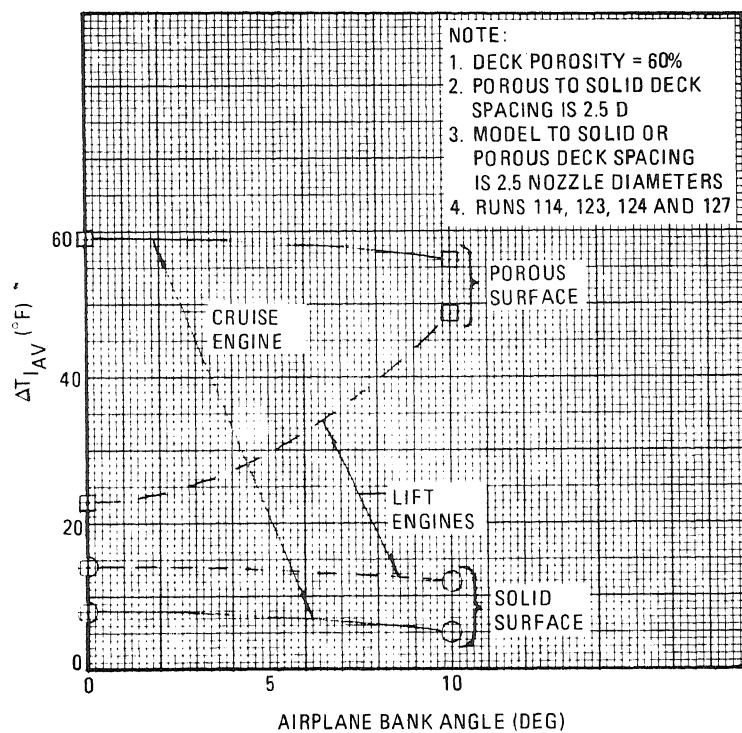 NOTE:
1. DECK POROSITY = 60%
2. POROUS TO SOLID DECK
SPACING IS 2.5 D
3. MODEL TO SOLID OR
POROUS DECK SPACING
IS 2.5 NOZZLE DIAMETERS
4. RUNS 114, 123, 124 AND 127
60
40
20
0
ΔT_I_AV (°F)
CRUISE
ENGINE
POROUS
SURFACE
LIFT
ENGINES
SOLID
SURFACE
0
5
10
AIRPLANE BANK ANGLE (DEG)